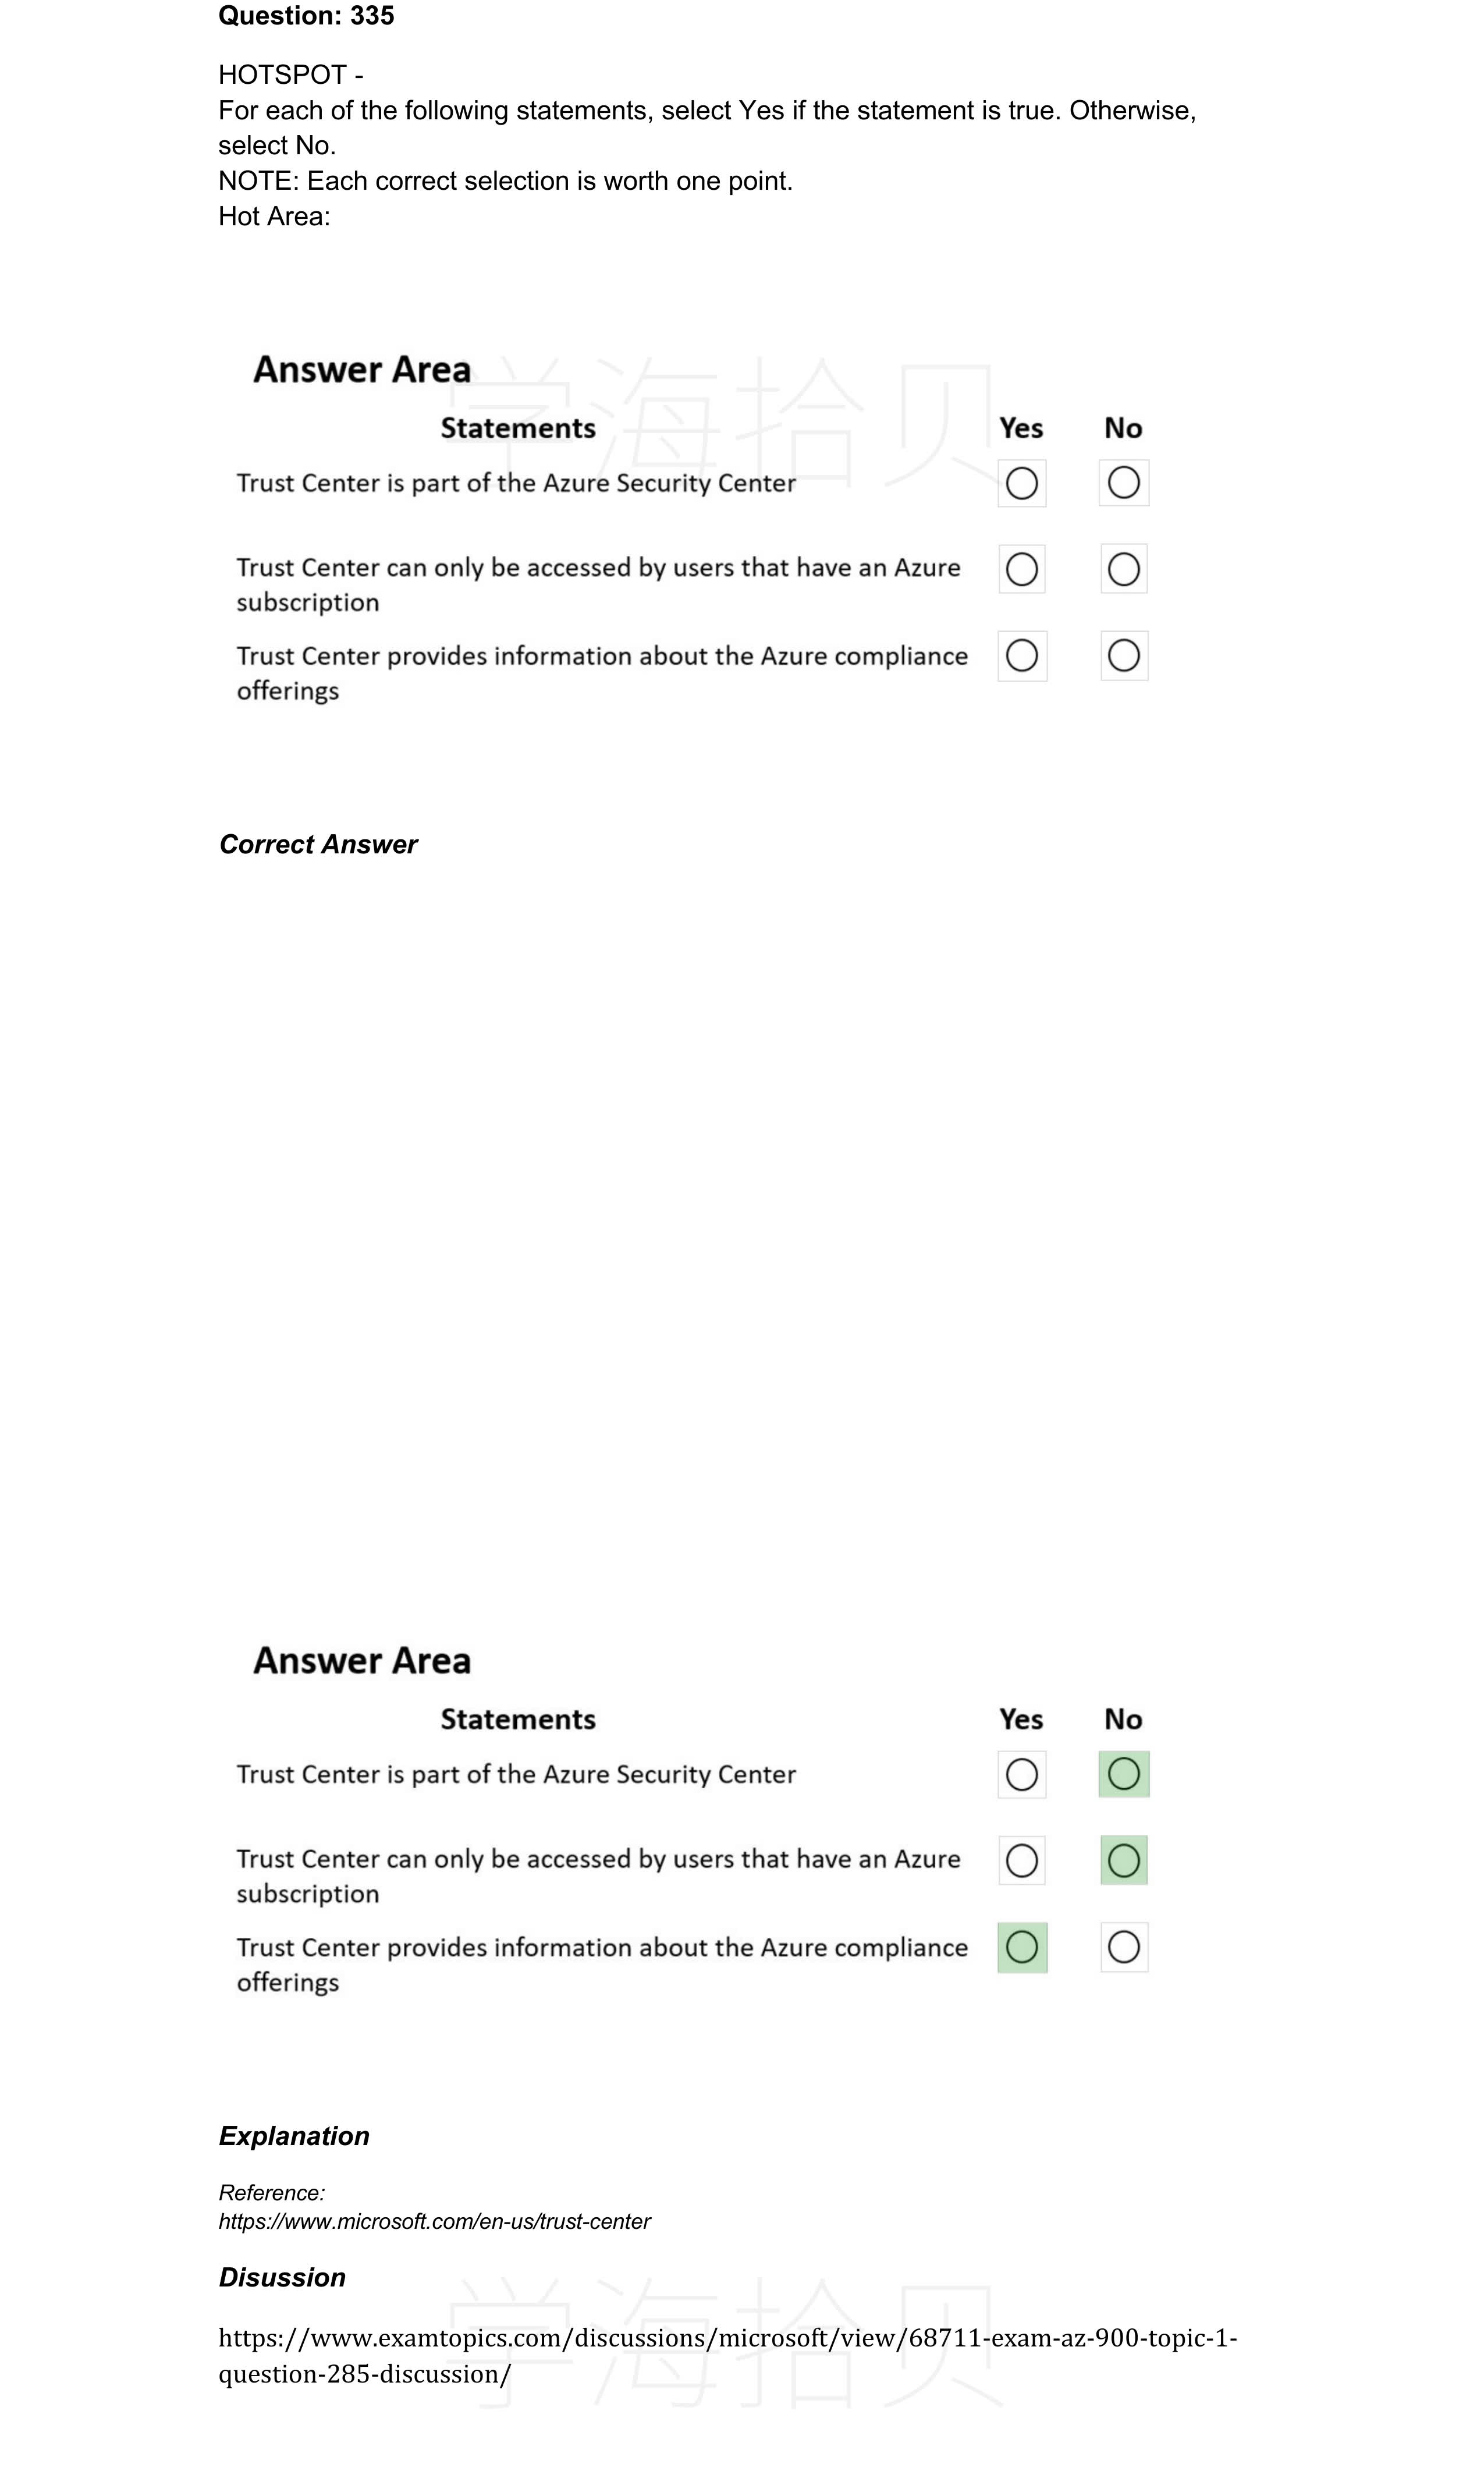 Question: 335
HOTSPOT -
For each of the following statements, select Yes if the statement is true. Otherwise,
select No.
NOTE: Each correct selection is worth one point.
Hot Area:
学海拾贝
Answer Area
Statements Yes No
Trust Center is part of the Azure Security Center
Trust Center can only be accessed by users that have an Azure
subscription
Trust Center provides information about the Azure compliance
offerings
Correct Answer
Answer Area
Statements Yes No
Trust Center is part of the Azure Security Center
Trust Center can only be accessed by users that have an Azure
subscription
Trust Center provides information about the Azure compliance
offerings
Explanation
Reference:
https://www.microsoft.com/en-us/trust-center
Disussion
学海拾贝
https://www.examtopics.com/discussions/microsoft/view/68711-exam-az-900-topic-1-
question-285-discussion/